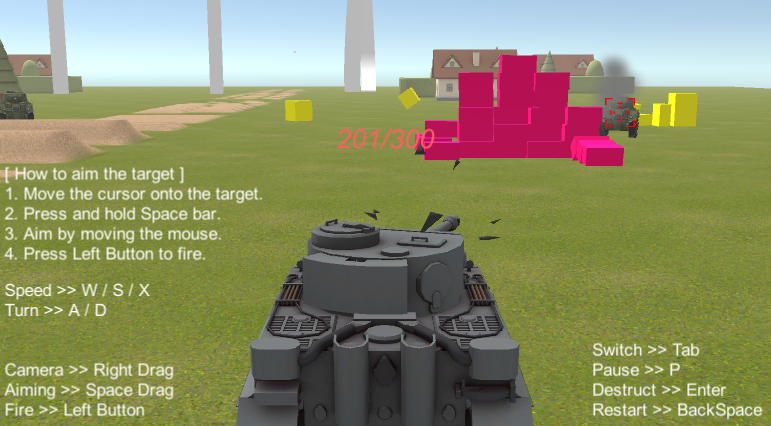 201/300
[ How to aim the target ]
1. Move the cursor onto the target.
2. Press and hold Space bar.
3. Aim by moving the mouse.
4. Press Left Button to fire.
Speed >> W / S / X
Turn >> A / D
Camera >> Right Drag
Aiming >> Space Drag
Fire >> Left Button
Switch >> Tab
Pause >> P
Destruct >> Enter
Restart >> BackSpace